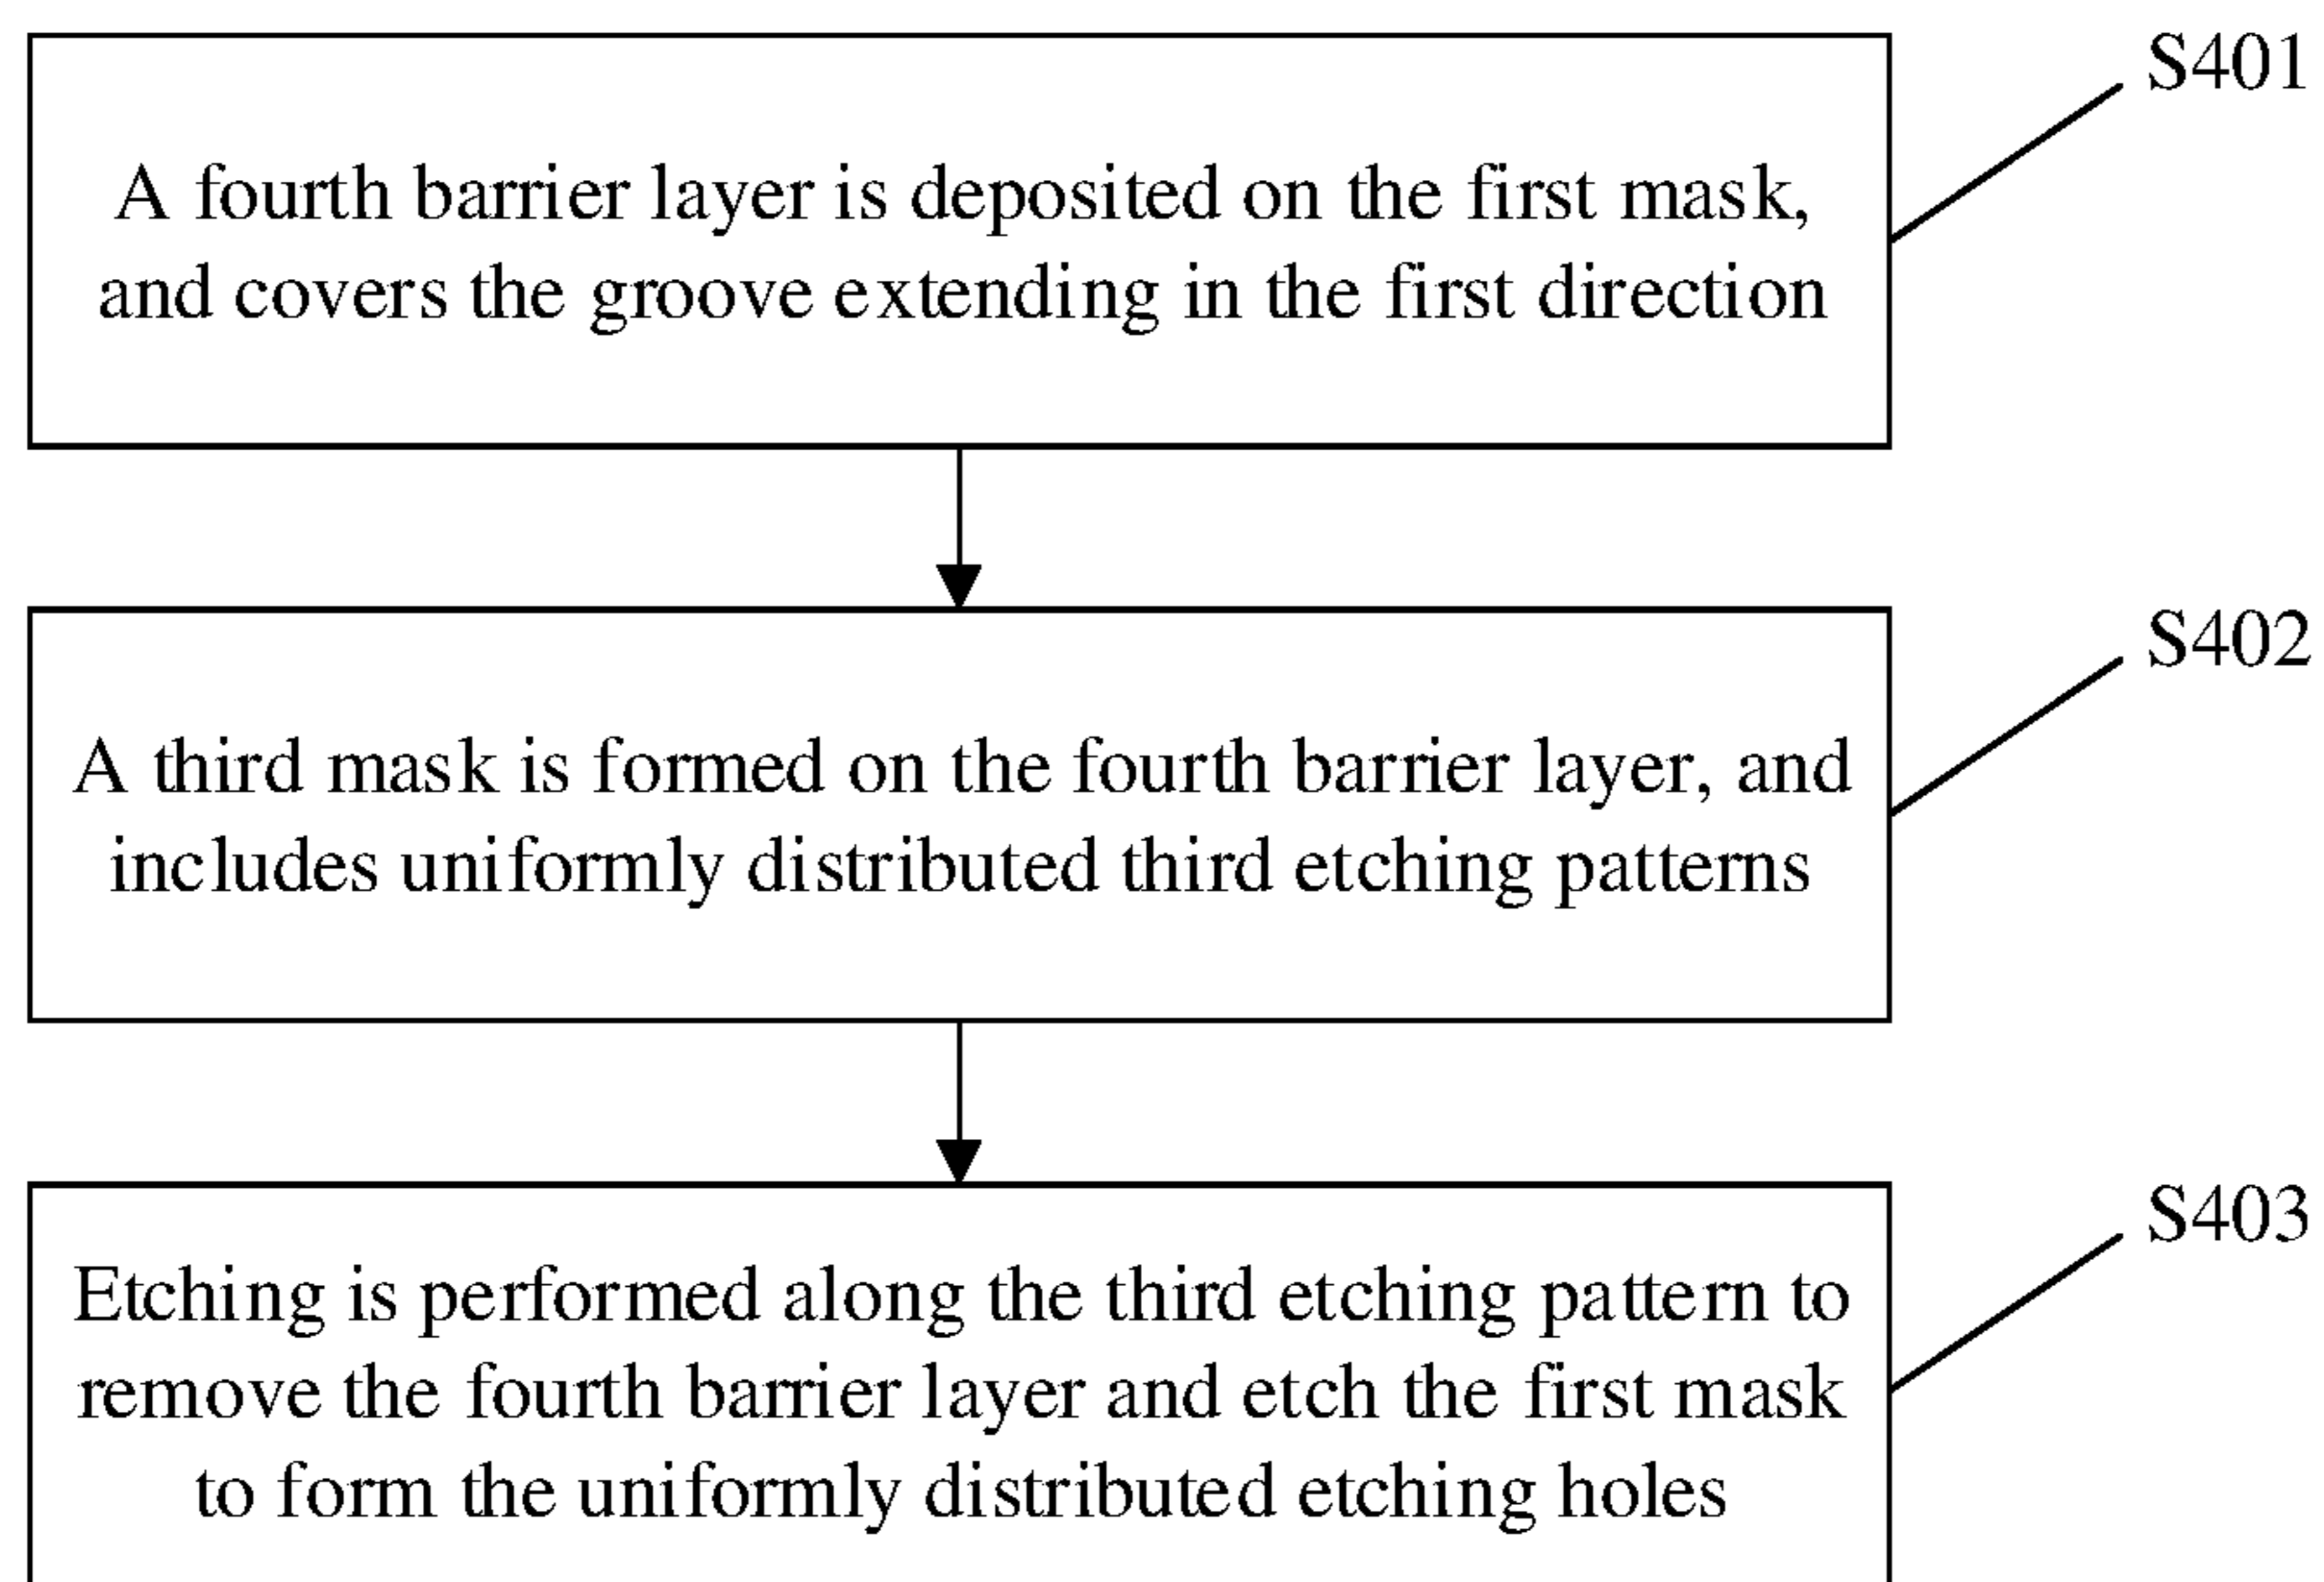 S401
A fourth barrier layer is deposited on the first mask,
and covers the groove extending in the first direction
S402
A third mask is formed on the fourth barrier layer, and
includes uniformly distributed third etching patterns
S403
Etching is performed along the third etching pattern to
remove the fourth barrier layer and etch the first mask
to form the uniformly distributed etching holes